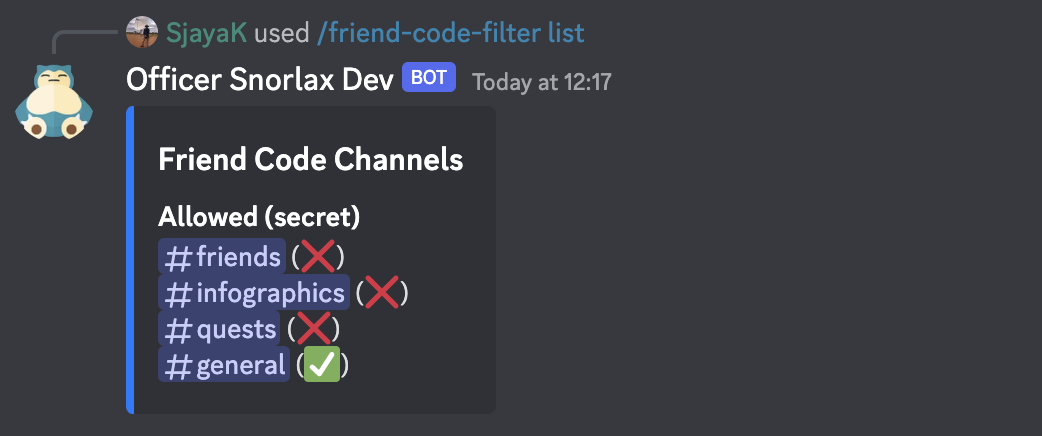 SjayaK used /friend-code-filter list
Officer Snorlax Dev BOT Today at 12:17
Friend Code Channels
Allowed (secret)
#friends (❌)
#infographics (❌)
#quests (❌)
#general (✅)